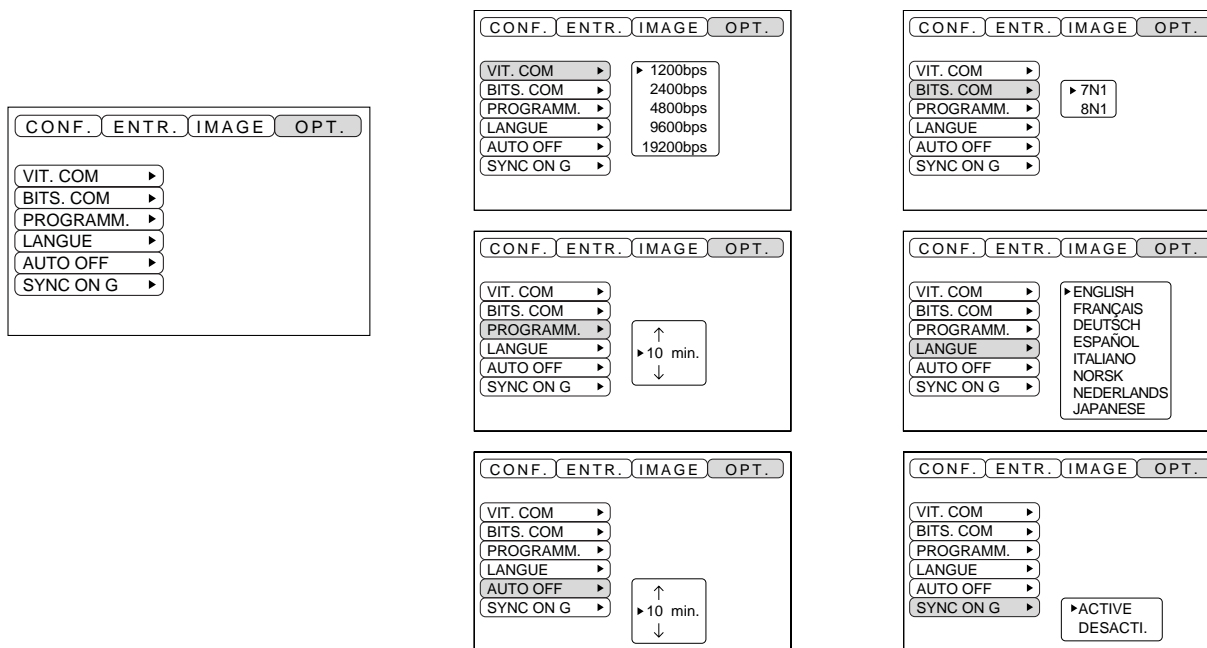 CONF. ENTR. IMAGE OPT.
VIT. COM
BITS. COM
PROGRAMM.
LANGUE
AUTO OFF
SYNC ON G
CONF. ENTR. IMAGE OPT.
VIT. COM
BITS. COM
PROGRAMM.
LANGUE
AUTO OFF
SYNC ON G
1200bps
2400bps
4800bps
9600bps
19200bps
CONF. ENTR. IMAGE OPT.
VIT. COM
BITS. COM
PROGRAMM.
LANGUE
AUTO OFF
SYNC ON G
7N1
8N1
CONF. ENTR. IMAGE OPT.
VIT. COM
BITS. COM
PROGRAMM.
LANGUE
AUTO OFF
SYNC ON G
10 min.
CONF. ENTR. IMAGE OPT.
VIT. COM
BITS. COM
PROGRAMM.
LANGUE
AUTO OFF
SYNC ON G
ENGLISH
FRANÇAIS
DEUTSCH
ESPAÑOL
ITALIANO
NORSK
NEDERLANDS
JAPANESE
CONF. ENTR. IMAGE OPT.
VIT. COM
BITS. COM
PROGRAMM.
LANGUE
AUTO OFF
SYNC ON G
10 min.
CONF. ENTR. IMAGE OPT.
VIT. COM
BITS. COM
PROGRAMM.
LANGUE
AUTO OFF
SYNC ON G
ACTIVE
DESACTI.